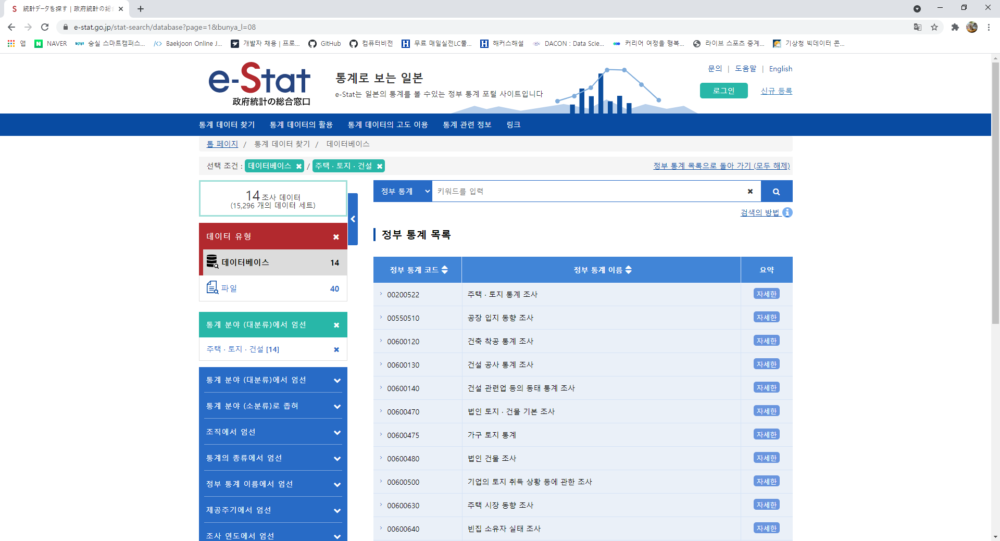 統計データを探す | 政府統計の総
e-stat.go.jp/stat-search/database?page=1&bunya_l=08
앱 NAVER 숭실 스마트캠퍼스... Baekjoon Online J... 개발자 채용 | 프로... GitHub 컴퓨터비전 무료 매일실전LC풀... 해커스해설 DACON : Data Scie... 커리어 여정을 행복... 라이브 스포츠 중계... 기상청 빅데이터 콘...
e-Stat
政府統計の総合窓口
통계로 보는 일본
e-Stat는 일본의 통계를 볼 수있는 정부 통계 포털 사이트입니다
문의 | 도움말 | English
로그인 신규 등록
통계 데이터 찾기 통계 데이터의 활용 통계 데이터의 고도 이용 통계 관련 정보 링크
톱 페이지 / 통계 데이터 찾기 / 데이터베이스
선택 조건 : 데이터베이스 / 주택 · 토지 · 건설
정부 통계 목록으로 돌아 가기 (모두 해제)
14 조사 데이터
(15,296 개의 데이터 세트)
데이터 유형
데이터베이스 14
파일 40
통계 분야 (대분류)에서 엄선
주택 · 토지 · 건설 [14]
통계 분야 (대분류)에서 엄선
통계 분야 (소분류)로 좁혀
조직에서 엄선
통계의 종류에서 엄선
정부 통계 이름에서 엄선
제공주기에서 엄선
조사 연도에서 엄선
정부 통계 키워드를 입력
검색의 방법
정부 통계 목록
정부 통계 코드 정부 통계 이름 요약
00200522 주택 · 토지 통계 조사 자세한
00550510 공장 입지 동향 조사 자세한
00600120 건축 착공 통계 조사 자세한
00600130 건설 공사 통계 조사 자세한
00600140 건설 관련업 등의 동태 통계 조사 자세한
00600470 법인 토지 · 건물 기본 조사 자세한
00600475 가구 토지 통계 자세한
00600480 법인 건물 조사 자세한
00600500 기업의 토지 취득 상황 등에 관한 조사 자세한
00600630 주택 시장 동향 조사 자세한
00600640 빈집 소유자 실태 조사 자세한